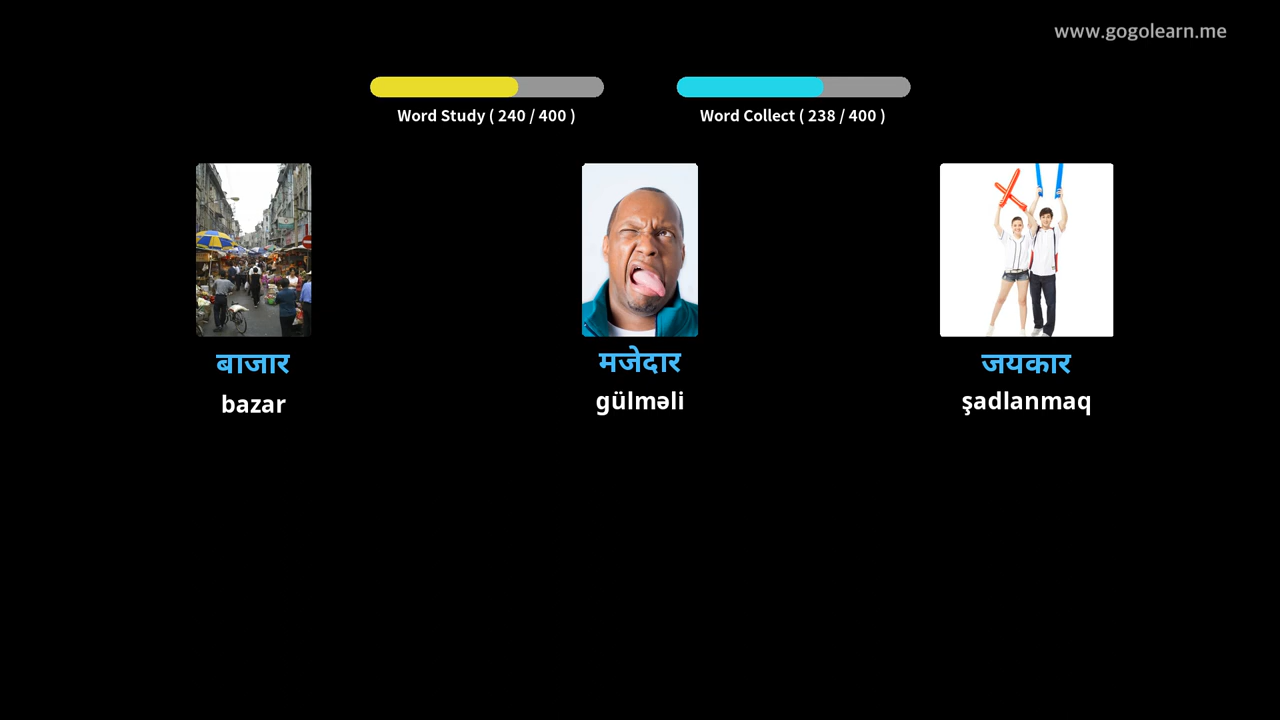 www.gogolearn.me
Word Study ( 240 / 400 )
Word Collect ( 238 / 400 )
बाजार
मजेदार
जयकार
bazar
gülməli
şadlanmaq